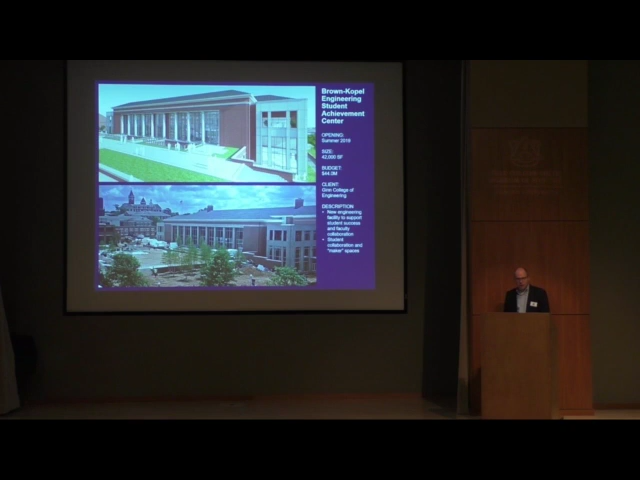 Brown-Kopel
Engineering
Student
Achievement
Center
OPENING:
Summer 2019
SIZE:
42,000 SF
BUDGET:
$44.0M
CLIENT:
Ginn College of
Engineering
DESCRIPTION
• New engineering
facility to support
student success
and faculty
collaboration
• Student
collaboration and
"maker" spaces